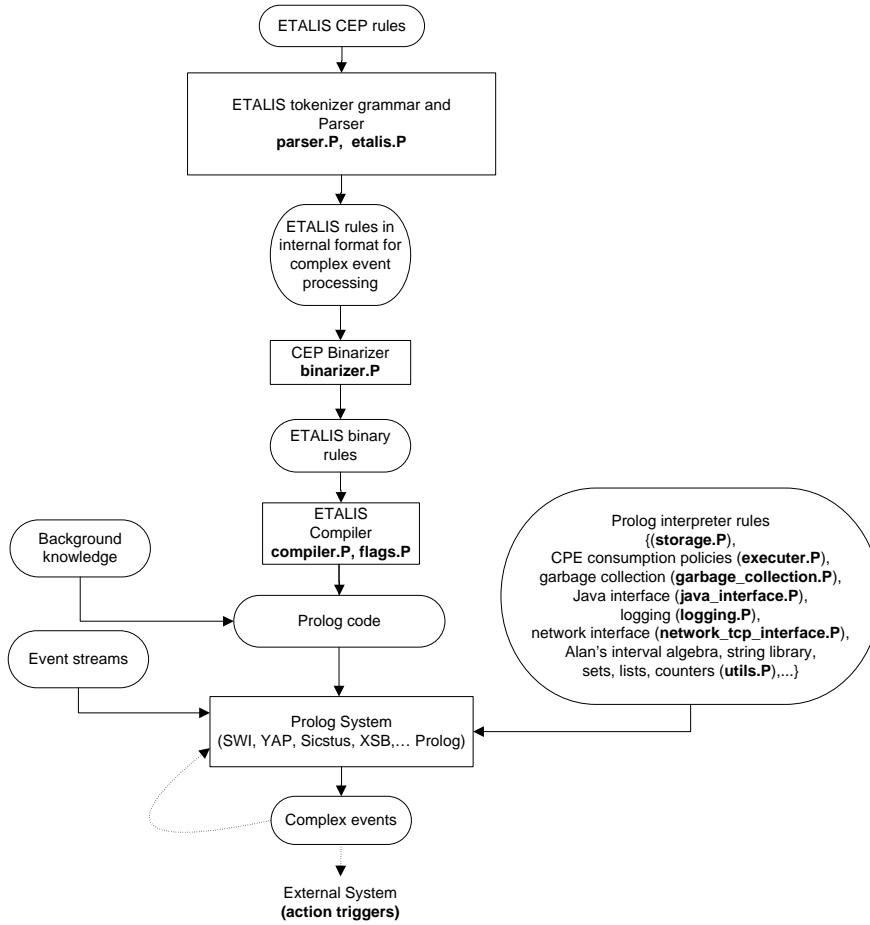 ETALIS CEP rules
ETALIS tokenizer grammar and
Parser
parser.P, etalis.P
ETALIS rules in
internal format for
complex event
processing
CEP Binarizer
binarizer.P
ETALIS binary
rules
ETALIS
Compiler
compiler.P, flags.P
Background
knowledge
Prolog code
Event streams
Prolog interpreter rules
{(storage.P),
CPE consumption policies (executer.P),
garbage collection (garbage_collection.P),
Java interface (java_interface.P),
logging (logging.P),
network interface (network_tcp_interface.P),
Alan's interval algebra, string library,
sets, lists, counters (utils.P),...}
Prolog System
(SWI, YAP, Sicstus, XSB,... Prolog)
Complex events
External System
(action triggers)